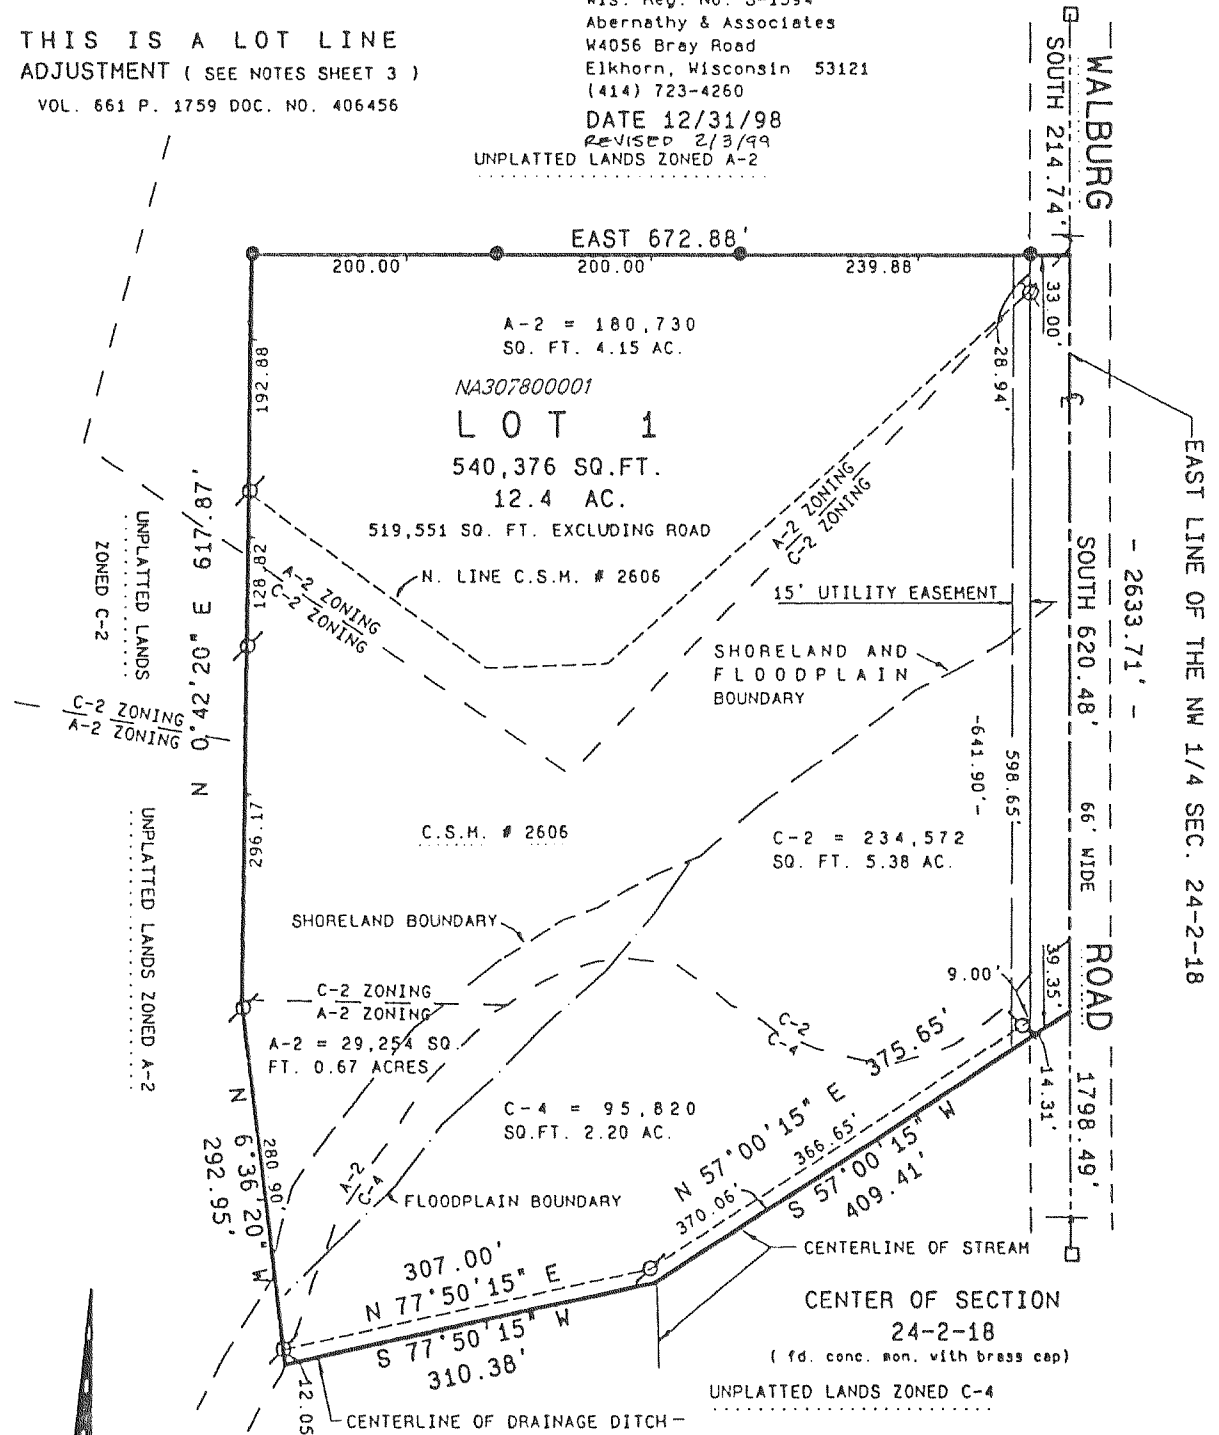 THIS IS A LOT LINE
ADJUSTMENT ( SEE NOTES SHEET 3 )
VOL. 661 P. 1759 DOC. NO. 406456
Wis. Reg. No. S-1594
Abernathy & Associates
W4056 Bray Road
Elkhorn, Wisconsin 53121
(414) 723-4260
DATE 12/31/98
REVISED 2/3/99
UNPLATTED LANDS ZONED A-2
WALBURG
SOUTH 214.74'
EAST 672.88'
200.00
200.00
239.88
33.00'
28.94'
A-2 = 180,730
SQ. FT. 4.15 AC.
NA307800001
LOT 1
540,376 SQ.FT.
12.4 AC.
519,551 SQ. FT. EXCLUDING ROAD
N. LINE C.S.M. # 2606
192.88'
128.82'
296.17'
N 0°42'20" E 617.87'
UNPLATTED LANDS
ZONED C-2
A-2 ZONING
C-2 ZONING
A-2 ZONING
C-2 ZONING
C-2 ZONING
A-2 ZONING
15' UTILITY EASEMENT
SHORELAND AND
FLOODPLAIN
BOUNDARY
EAST LINE OF THE NW 1/4 SEC. 24-2-18
- 2633.71' -
SOUTH 620.48'
66' WIDE
ROAD
1798.49'
-641.90'-
598.65'
C.S.M. # 2606
C-2 = 234,572
SQ. FT. 5.38 AC.
UNPLATTED LANDS ZONED A-2
SHORELAND BOUNDARY
C-2 ZONING
A-2 ZONING
A-2 = 29,254 SQ.
FT. 0.67 ACRES
C-2
C-4
9.00'
39.35'
14.31'
N 57°00'15" E 375.65'
366.65'
370.06'
S 57°00'15" W
409.41'
C-4 = 95,820
SQ.FT. 2.20 AC.
A-2
C-4
FLOODPLAIN BOUNDARY
N 6°36'20" W
292.95'
280.90'
307.00'
N 77°50'15" E
S 77°50'15" W
310.38'
12.05
CENTERLINE OF STREAM
CENTER OF SECTION
24-2-18
( fd. conc. mon. with brass cap)
UNPLATTED LANDS ZONED C-4
CENTERLINE OF DRAINAGE DITCH